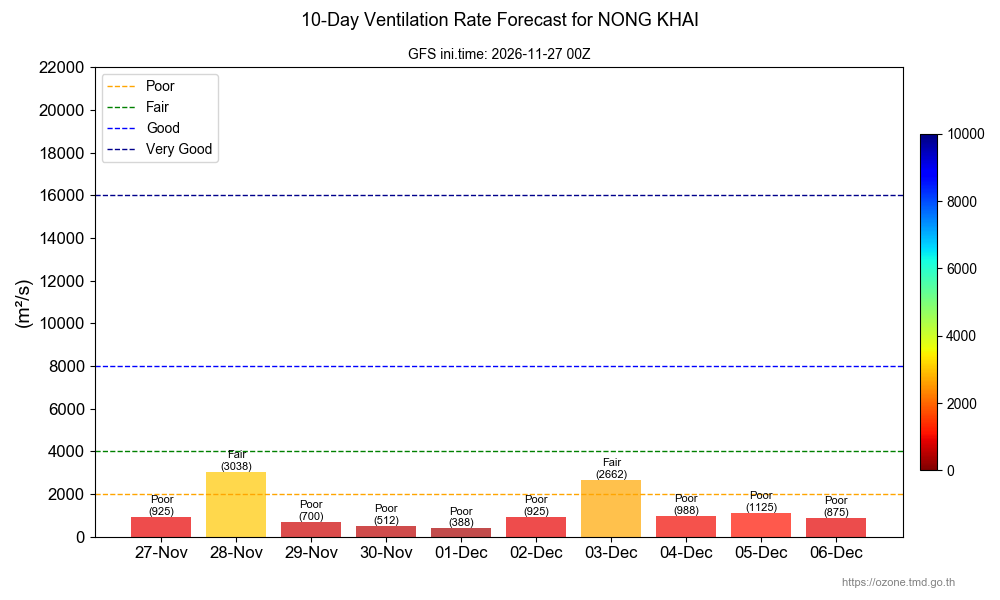 10-Day Ventilation Rate Forecast for NONG KHAI
GFS ini.time: 2026-11-27 00Z
22000
20000
18000
16000
14000
12000
10000
8000
6000
4000
2000
0
(m²/s)
Poor
Fair
Good
Very Good
Poor
(925)
Fair
(3038)
Poor
(700)
Poor
(512)
Poor
(388)
Poor
(925)
Fair
(2662)
Poor
(988)
Poor
(1125)
Poor
(875)
27-Nov
28-Nov
29-Nov
30-Nov
01-Dec
02-Dec
03-Dec
04-Dec
05-Dec
06-Dec
10000
8000
6000
4000
2000
0
https://ozone.tmd.go.th